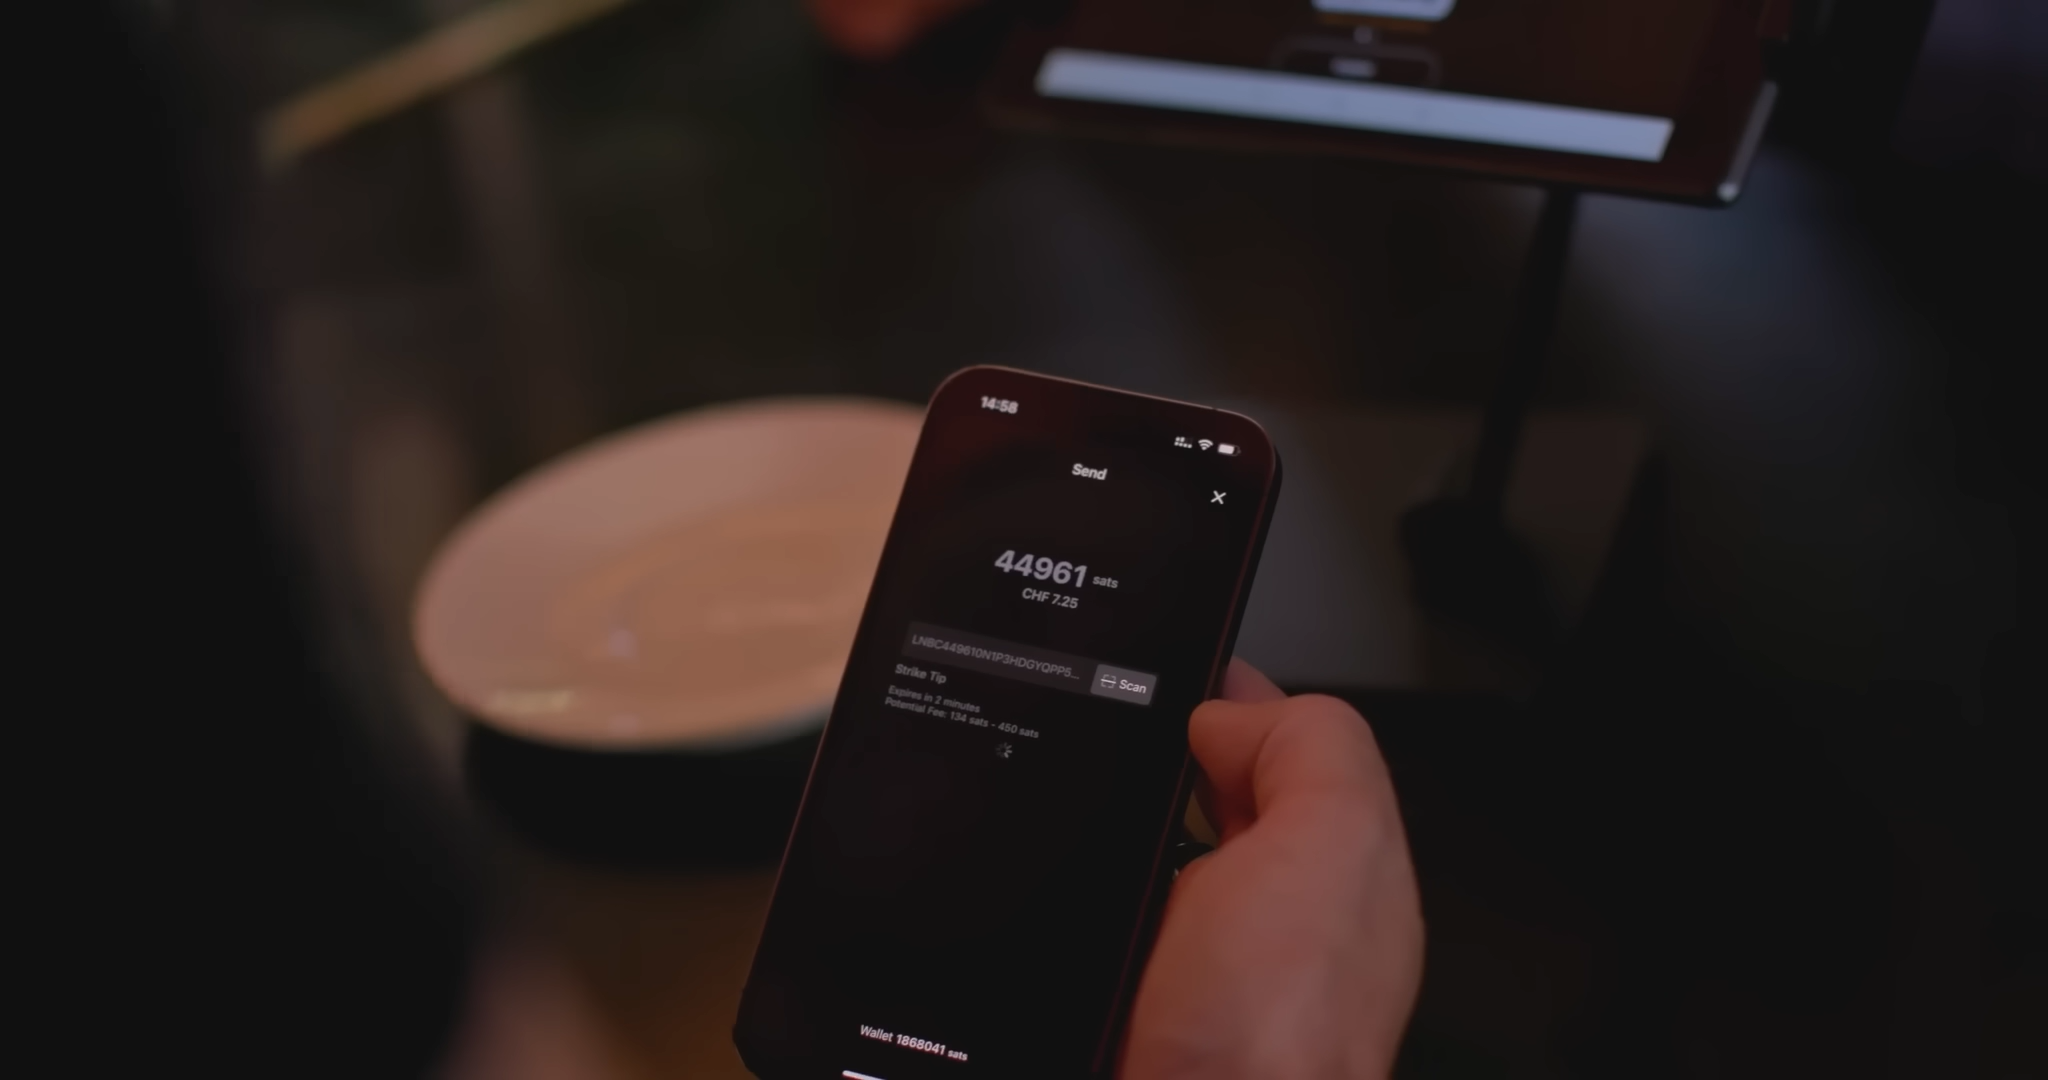 14:58
Send
44961 sats
CHF 7.25
LNBC449610N1P3HDGYQPP5...
Scan
Strike Tip
Expires in 2 minutes
Potential Fee: 134 sats - 450 sats
Wallet 1868041 sats